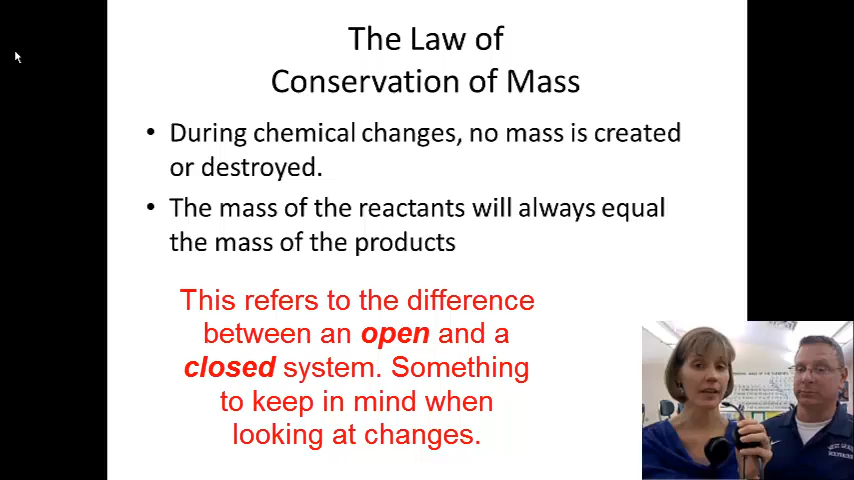 The Law of
Conservation of Mass
• During chemical changes, no mass is created
or destroyed.
• The mass of the reactants will always equal
the mass of the products
This refers to the difference
between an open and a
closed system. Something
to keep in mind when
looking at changes.